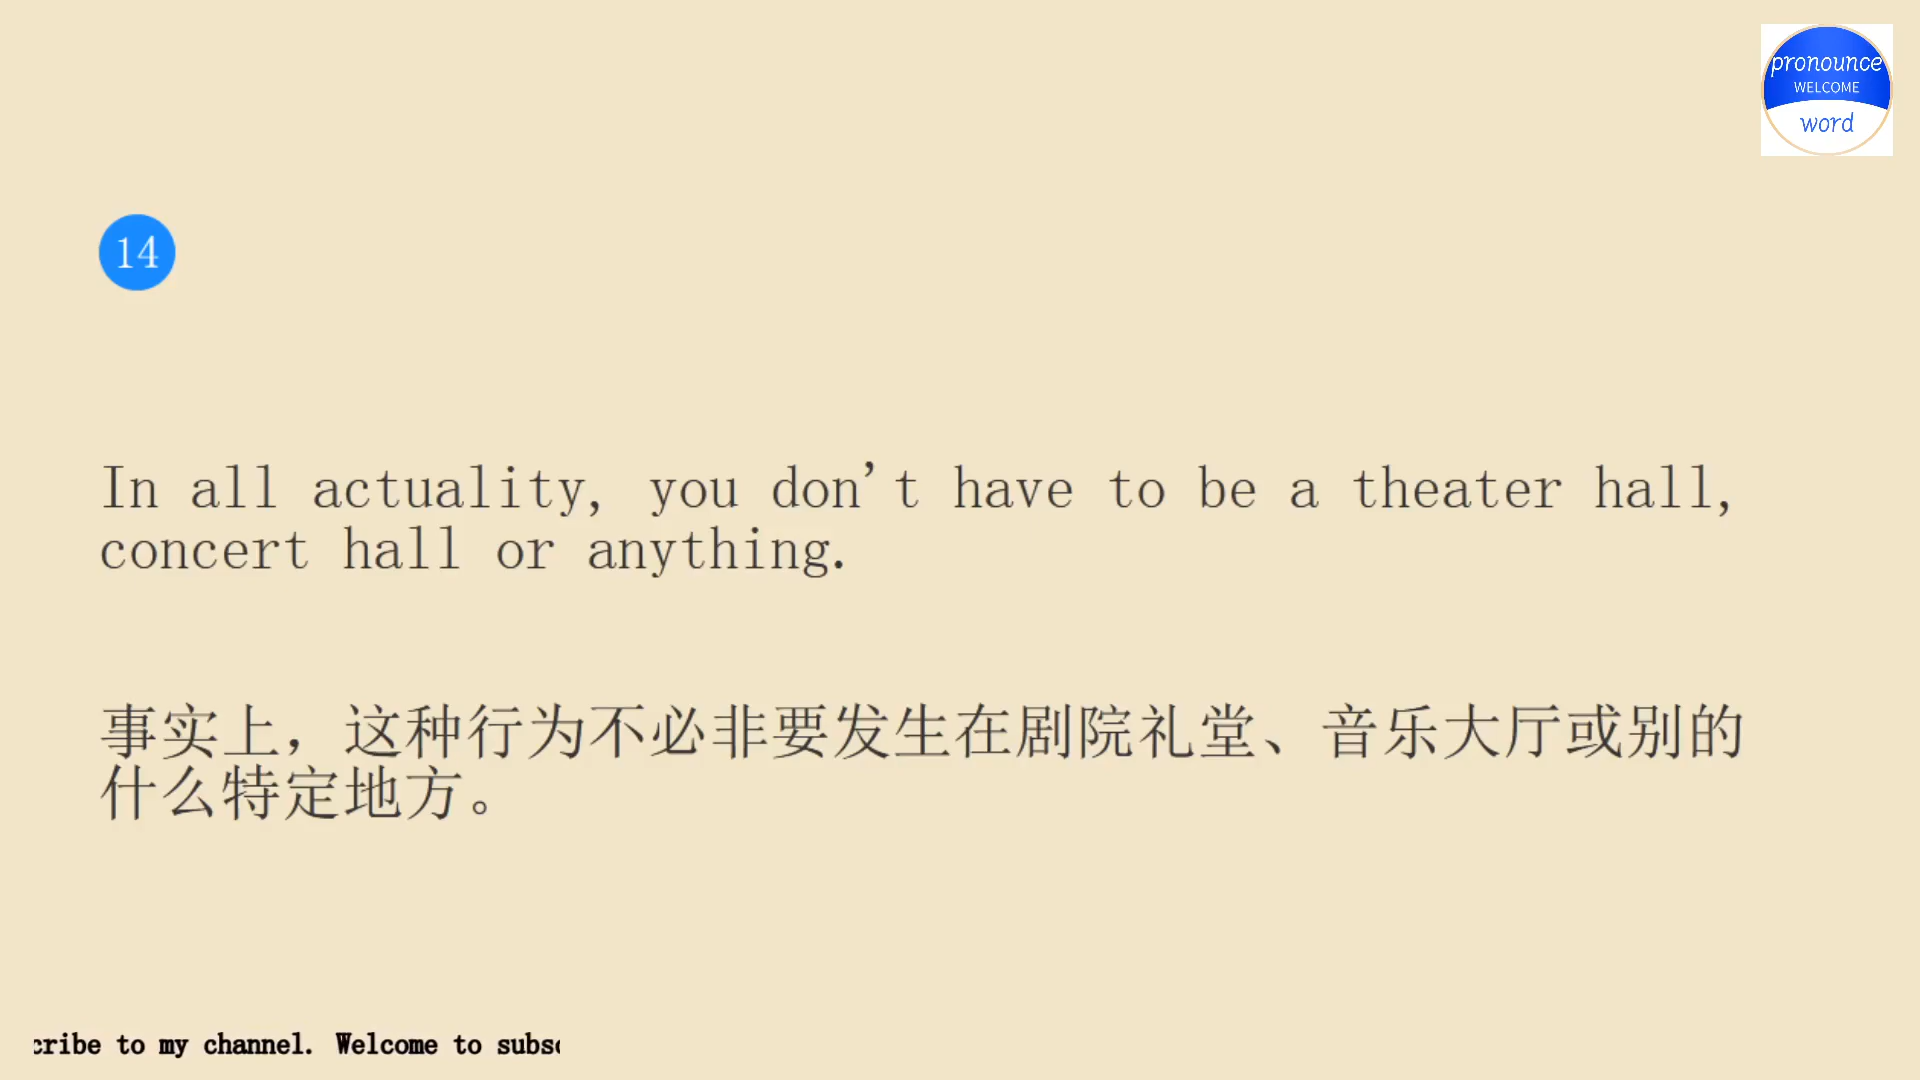 pronounce
WELCOME
word
14
In all actuality, you don't have to be a theater hall,
concert hall or anything.
事实上，这种行为不必非要发生在剧院礼堂、音乐大厅或别的
什么特定地方。
cribe to my channel. Welcome to subsc